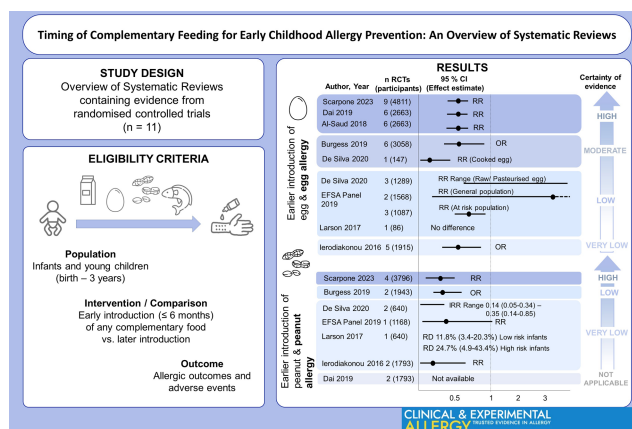 Timing of Complementary Feeding for Early Childhood Allergy Prevention: An Overview of Systematic Reviews
STUDY DESIGN
Overview of Systematic Reviews
containing evidence from
randomised controlled trials
(n = 11)
ELIGIBILITY CRITERIA
Population
Infants and young children
(birth – 3 years)
Intervention / Comparison
Early introduction (≤ 6 months)
of any complementary food
vs. later introduction
Outcome
Allergic outcomes and
adverse events
RESULTS
Author, Year
n RCTs
(participants)
95 % CI
(Effect estimate)
Certainty of
evidence
Earlier introduction of
egg & egg allergy
Scarpone 2023 9 (4811) RR
Dai 2019 6 (2663) RR
Al-Saud 2018 6 (2663) RR
Burgess 2019 6 (3058) OR
De Silva 2020 1 (147) RR (Cooked egg)
De Silva 2020 3 (1289) RR Range (Raw/ Pasteurised egg)
EFSA Panel
2019
2 (1568) RR (General population)
3 (1087) RR (At risk population)
Larson 2017 1 (86) No difference
Ierodiakonou 2016 5 (1915) OR
HIGH
MODERATE
LOW
VERY LOW
Earlier introduction of
peanut & peanut
allergy
Scarpone 2023 4 (3796) RR
Burgess 2019 2 (1943) OR
De Silva 2020 2 (640) IRR Range 0.14 (0.05-0.34) –
0.35 (0.14-0.85)
EFSA Panel 2019 1 (1168) RR
Larson 2017 1 (640) RD 11.8% (3.4-20.3%) Low risk infants
RD 24.7% (4.9-43.4%) High risk infants
Ierodiakonou 2016 2 (1793) RR
Dai 2019 2 (1793) Not available
HIGH
LOW
VERY LOW
NOT
APPLICABLE
0.5 1 2 3
CLINICAL & EXPERIMENTAL
ALLERGY TRUSTED EVIDENCE IN ALLERGY